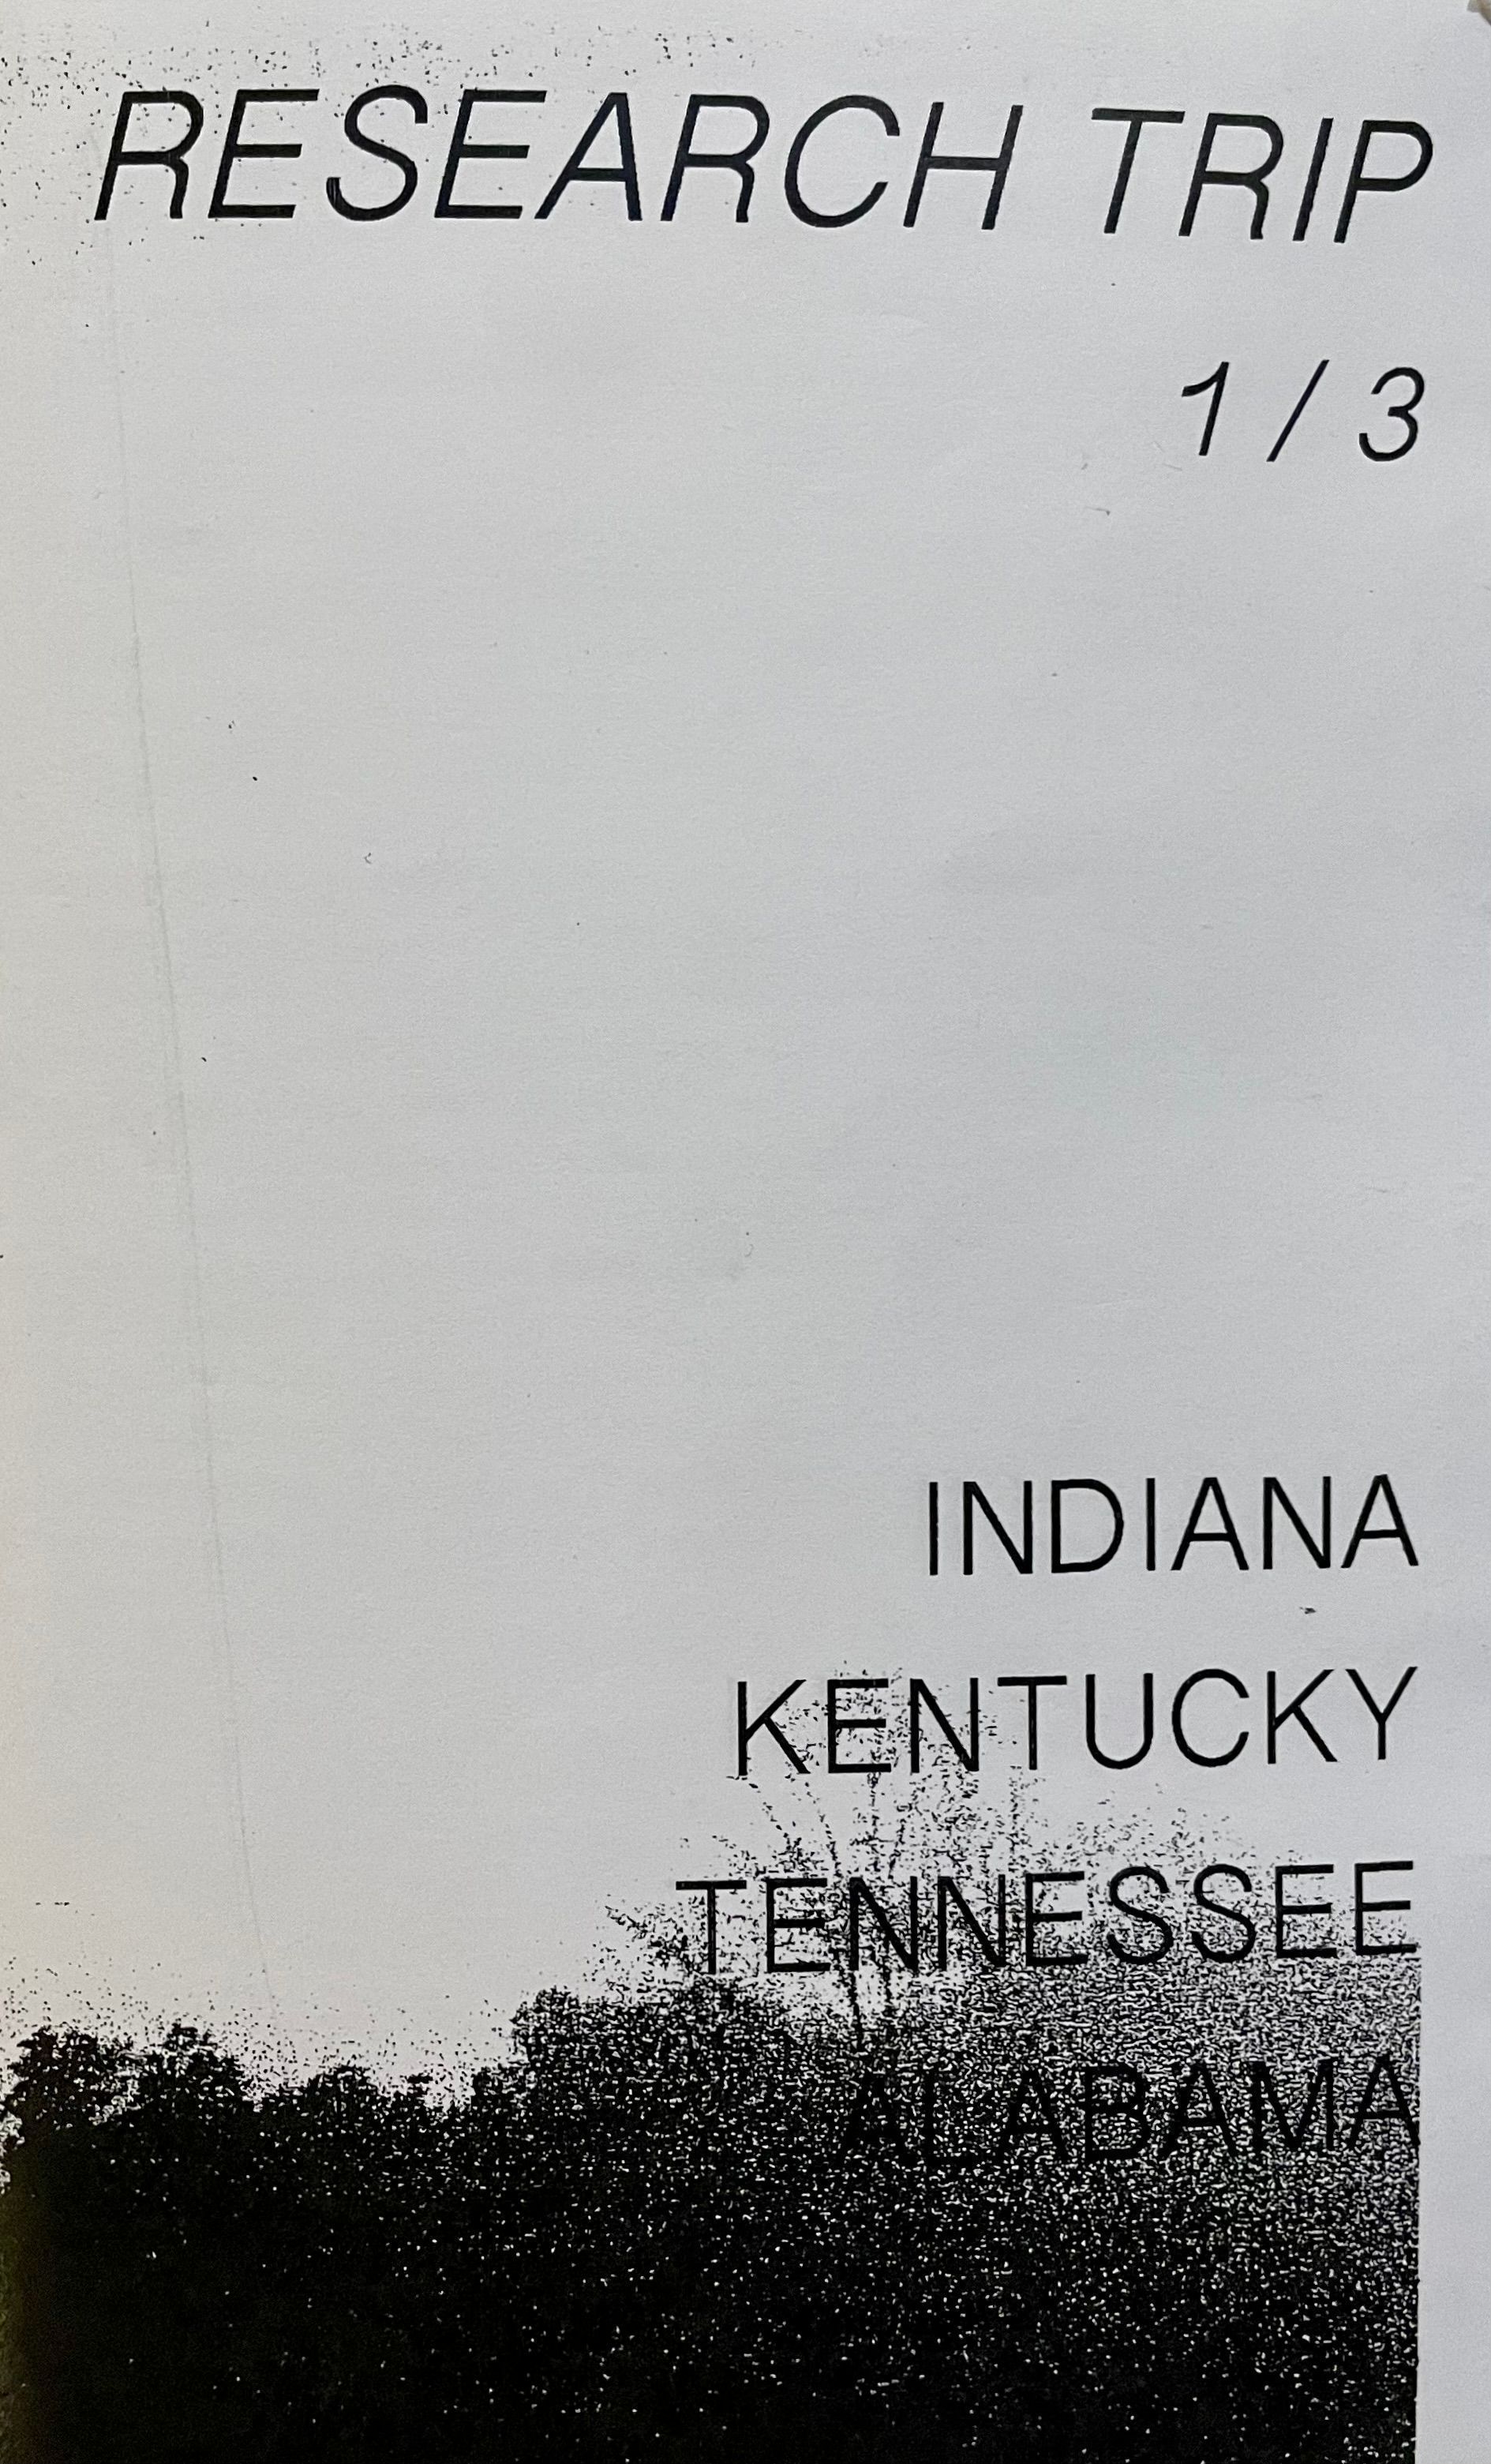 RESEARCH TRIP
1 / 3
INDIANA
KENTUCKY
TENNESSEE
ALABAMA